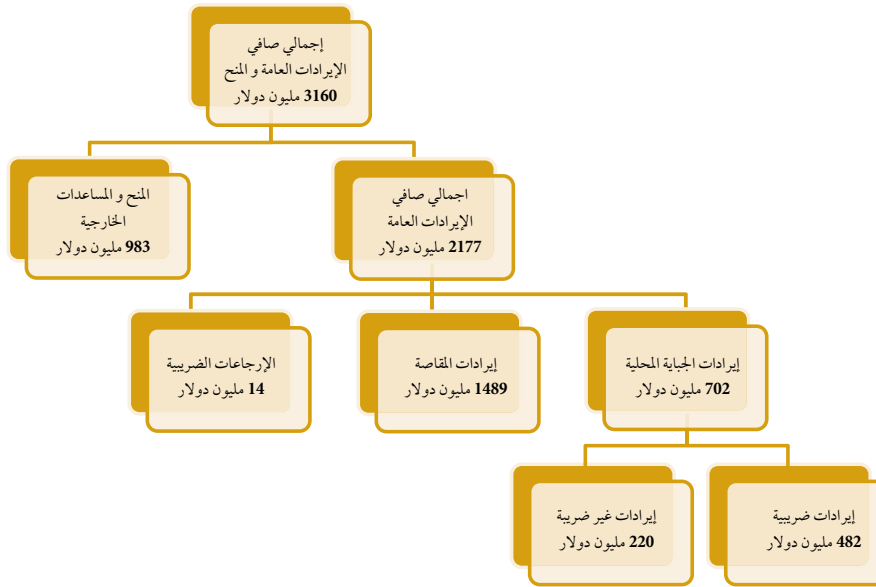 إجمالي صافي
الإيرادات العامة و المنح
3160 مليون دولار
اجمالي صافي
الإيرادات العامة
2177 مليون دولار
المنح و المساعدات
الخارجية
983 مليون دولار
إيرادات الجباية المحلية
702 مليون دولار
إيرادات المقاصة
1489 مليون دولار
الإرجاعات الضريبية
14 مليون دولار
إيرادات ضريبية
482 مليون دولار
إيرادات غير ضريبة
220 مليون دولار